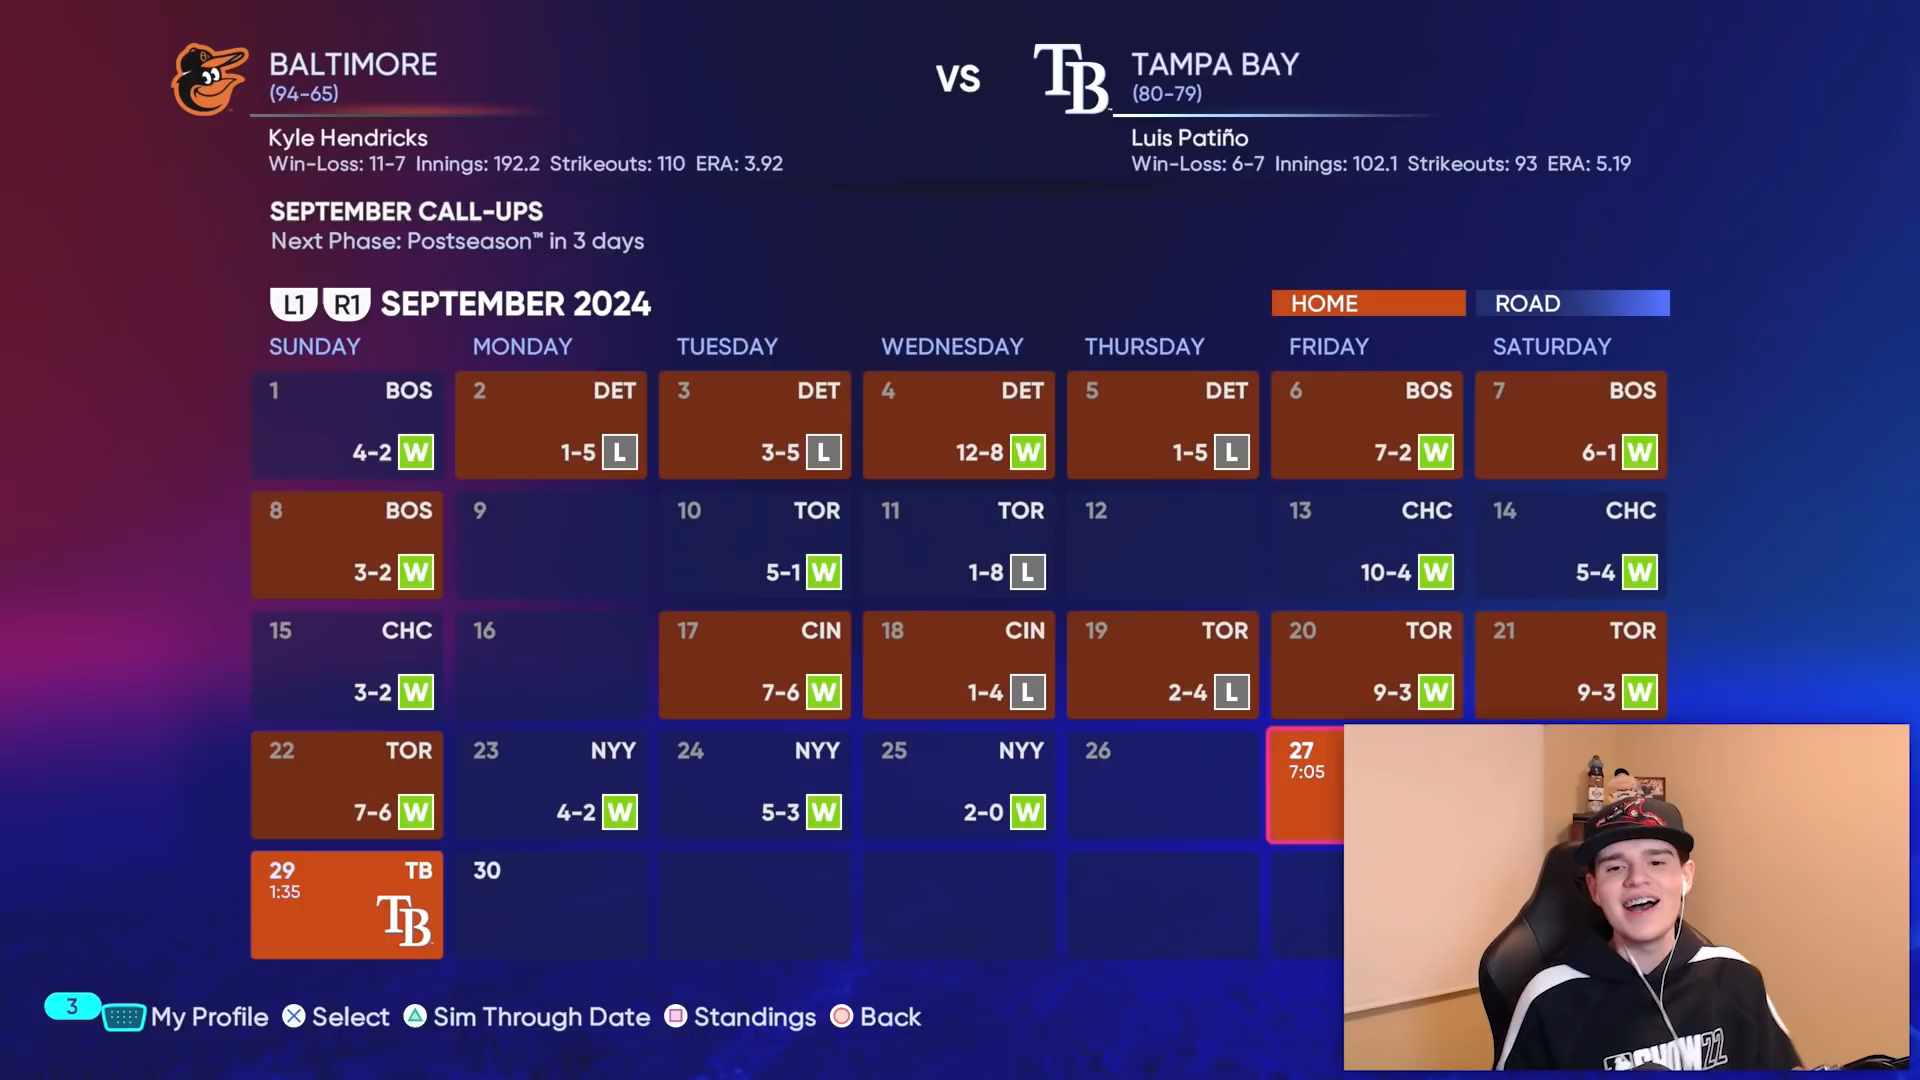 BALTIMORE
(94-65)
Kyle Hendricks
Win-Loss: 11-7 Innings: 192.2 Strikeouts: 110 ERA: 3.92
VS
TB
TAMPA BAY
(80-79)
Luis Patiño
Win-Loss: 6-7 Innings: 102.1 Strikeouts: 93 ERA: 5.19
SEPTEMBER CALL-UPS
Next Phase: Postseason™ in 3 days
L1 R1 SEPTEMBER 2024
HOME ROAD
SUNDAY MONDAY TUESDAY WEDNESDAY THURSDAY FRIDAY SATURDAY
1 BOS 2 DET 3 DET 4 DET 5 DET 6 BOS 7 BOS
4-2 W 1-5 L 3-5 L 12-8 W 1-5 L 7-2 W 6-1 W
8 BOS 9 10 TOR 11 TOR 12 13 CHC 14 CHC
3-2 W 5-1 W 1-8 L 10-4 W 5-4 W
15 CHC 16 17 CIN 18 CIN 19 TOR 20 TOR 21 TOR
3-2 W 7-6 W 1-4 L 2-4 L 9-3 W 9-3 W
22 TOR 23 NYY 24 NYY 25 NYY 26 27
7:05
7-6 W 4-2 W 5-3 W 2-0 W
29 TB 30
1:35
TB
3 My Profile Select Sim Through Date Standings Back
SHOW22